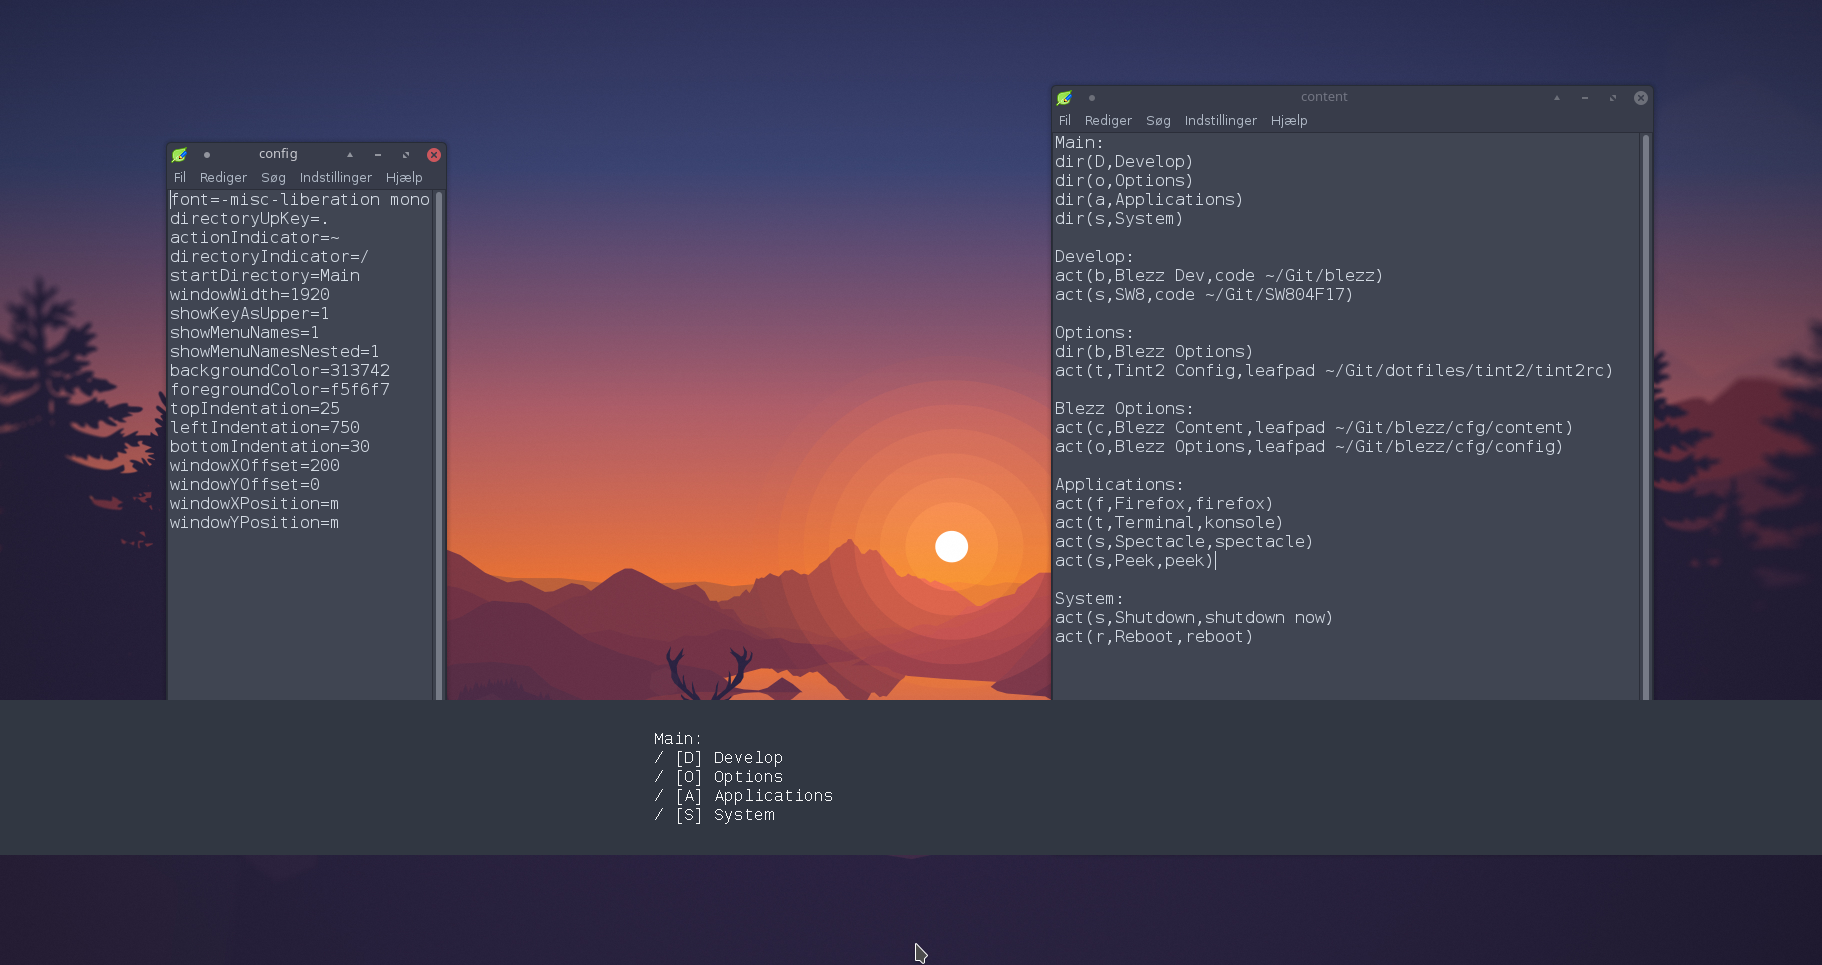 config
Fil Rediger Søg Indstillinger Hjælp
font=-misc-liberation mono
directoryUpKey=.
actionIndicator=~
directoryIndicator=/
startDirectory=Main
windowWidth=1920
showKeyAsUpper=1
showMenuNames=1
showMenuNamesNested=1
backgroundColor=313742
foregroundColor=f5f6f7
topIndentation=25
leftIndentation=750
bottomIndentation=30
windowXOffset=200
windowYOffset=0
windowXPosition=m
windowYPosition=m
content
Fil Rediger Søg Indstillinger Hjælp
Main:
dir(D,Develop)
dir(o,Options)
dir(a,Applications)
dir(s,System)

Develop:
act(b,Blezz Dev,code ~/Git/blezz)
act(s,SW8,code ~/Git/SW804F17)

Options:
dir(b,Blezz Options)
act(t,Tint2 Config,leafpad ~/Git/dotfiles/tint2/tint2rc)

Blezz Options:
act(c,Blezz Content,leafpad ~/Git/blezz/cfg/content)
act(o,Blezz Options,leafpad ~/Git/blezz/cfg/config)

Applications:
act(f,Firefox,firefox)
act(t,Terminal,konsole)
act(s,Spectacle,spectacle)
act(s,Peek,peek)

System:
act(s,Shutdown,shutdown now)
act(r,Reboot,reboot)

Main:
/ [D] Develop
/ [O] Options
/ [A] Applications
/ [S] System